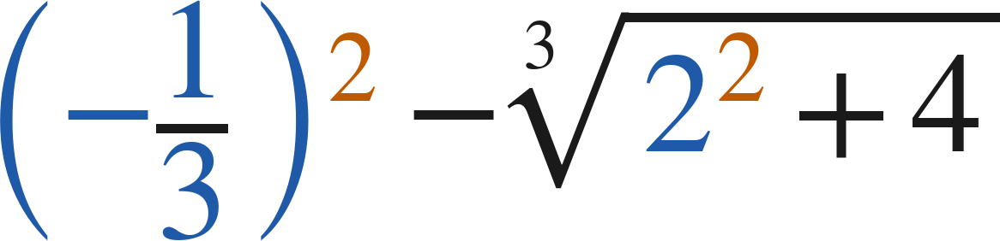 (−1/3)² − ∛(2² + 4)